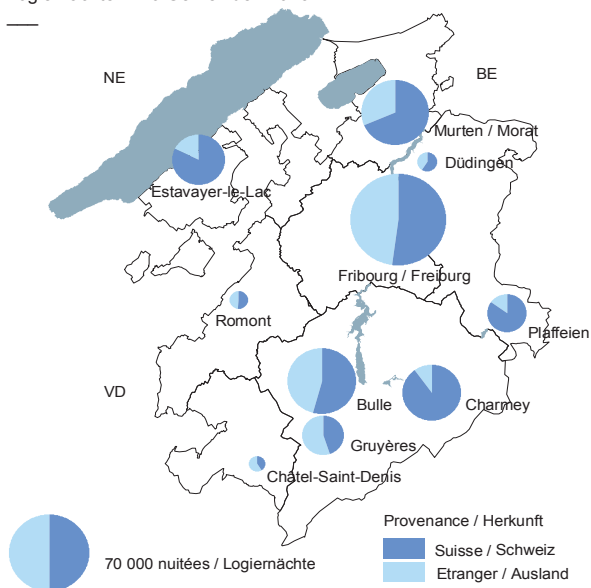 NE
BE
Murten / Morat
Düdingen
Estavayer-le-Lac
Fribourg / Freiburg
Romont
Plaffeien
VD
Bulle
Charmey
Gruyères
Châtel-Saint-Denis
Provenance / Herkunft
70 000 nuitées / Logiernächte
Suisse / Schweiz
Etranger / Ausland